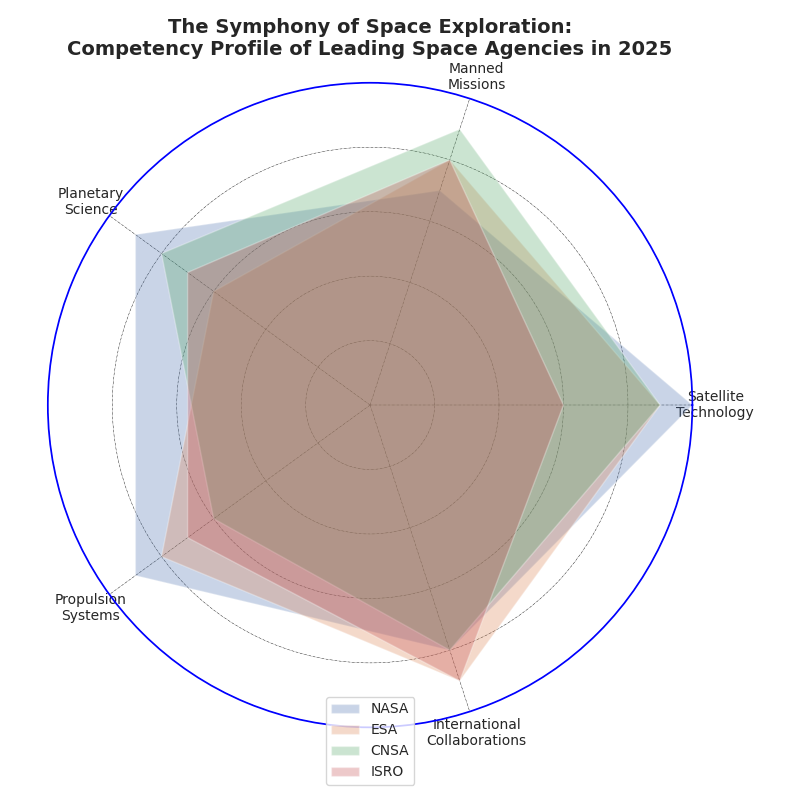 The Symphony of Space Exploration:
Competency Profile of Leading Space Agencies in 2025
Manned
Missions
Planetary
Science
Satellite
Technology
Propulsion
Systems
International
Collaborations
NASA
ESA
CNSA
ISRO